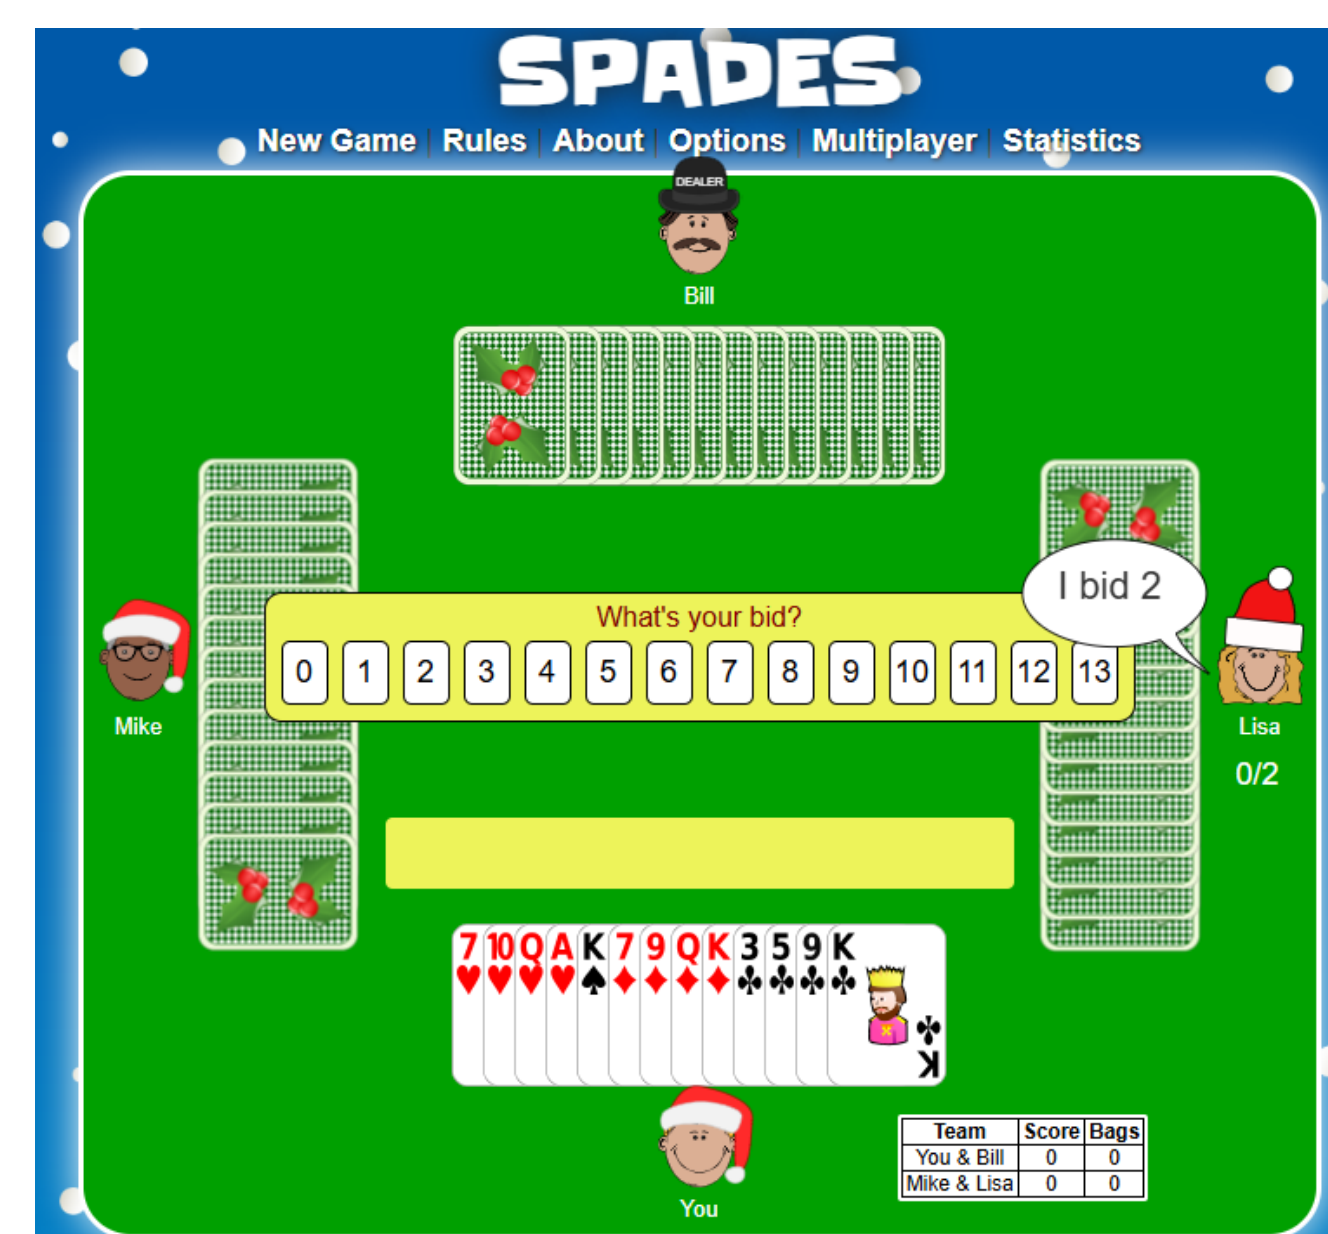 SPADES
New Game | Rules | About | Options | Multiplayer | Statistics
DEALER
Bill
I bid 2
What's your bid?
0 1 2 3 4 5 6 7 8 9 10 11 12 13
Mike
Lisa
0/2
7 10 Q A K 7 9 Q K 3 5 9 K
♥ ♥ ♥ ♥ ♠ ♦ ♦ ♦ ♦ ♣ ♣ ♣ ♣
♣
K
You
Team Score Bags
You & Bill 0 0
Mike & Lisa 0 0